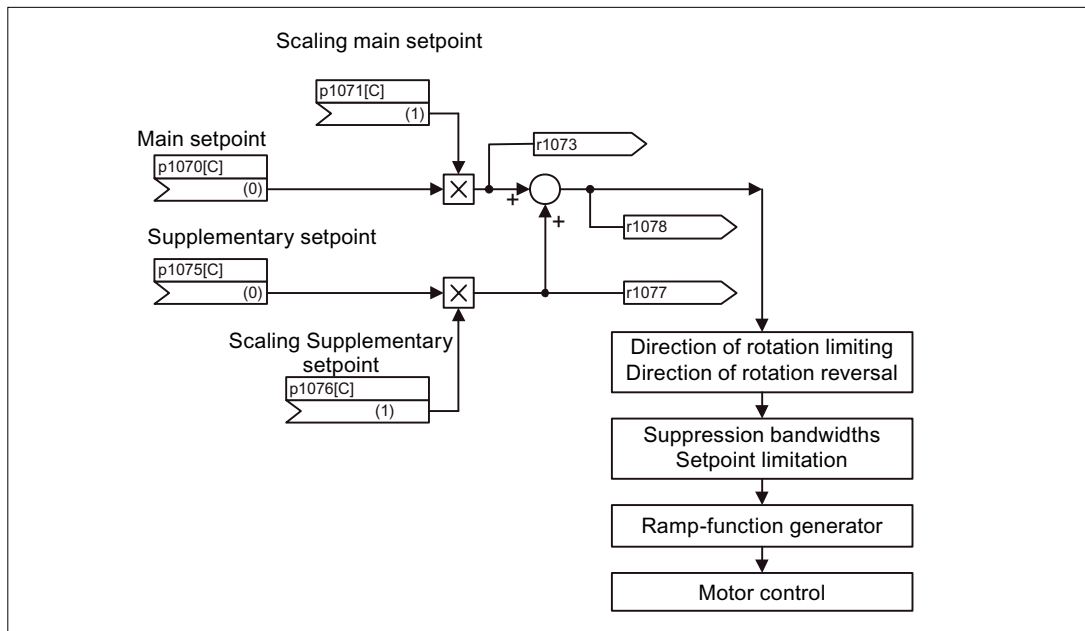 Scaling main setpoint
p1071[C]
(1)
Main setpoint
p1070[C]
(0)
r1073
+
+
r1078
Supplementary setpoint
p1075[C]
(0)
r1077
Scaling Supplementary
setpoint
p1076[C]
(1)
Direction of rotation limiting
Direction of rotation reversal
Suppression bandwidths
Setpoint limitation
Ramp-function generator
Motor control